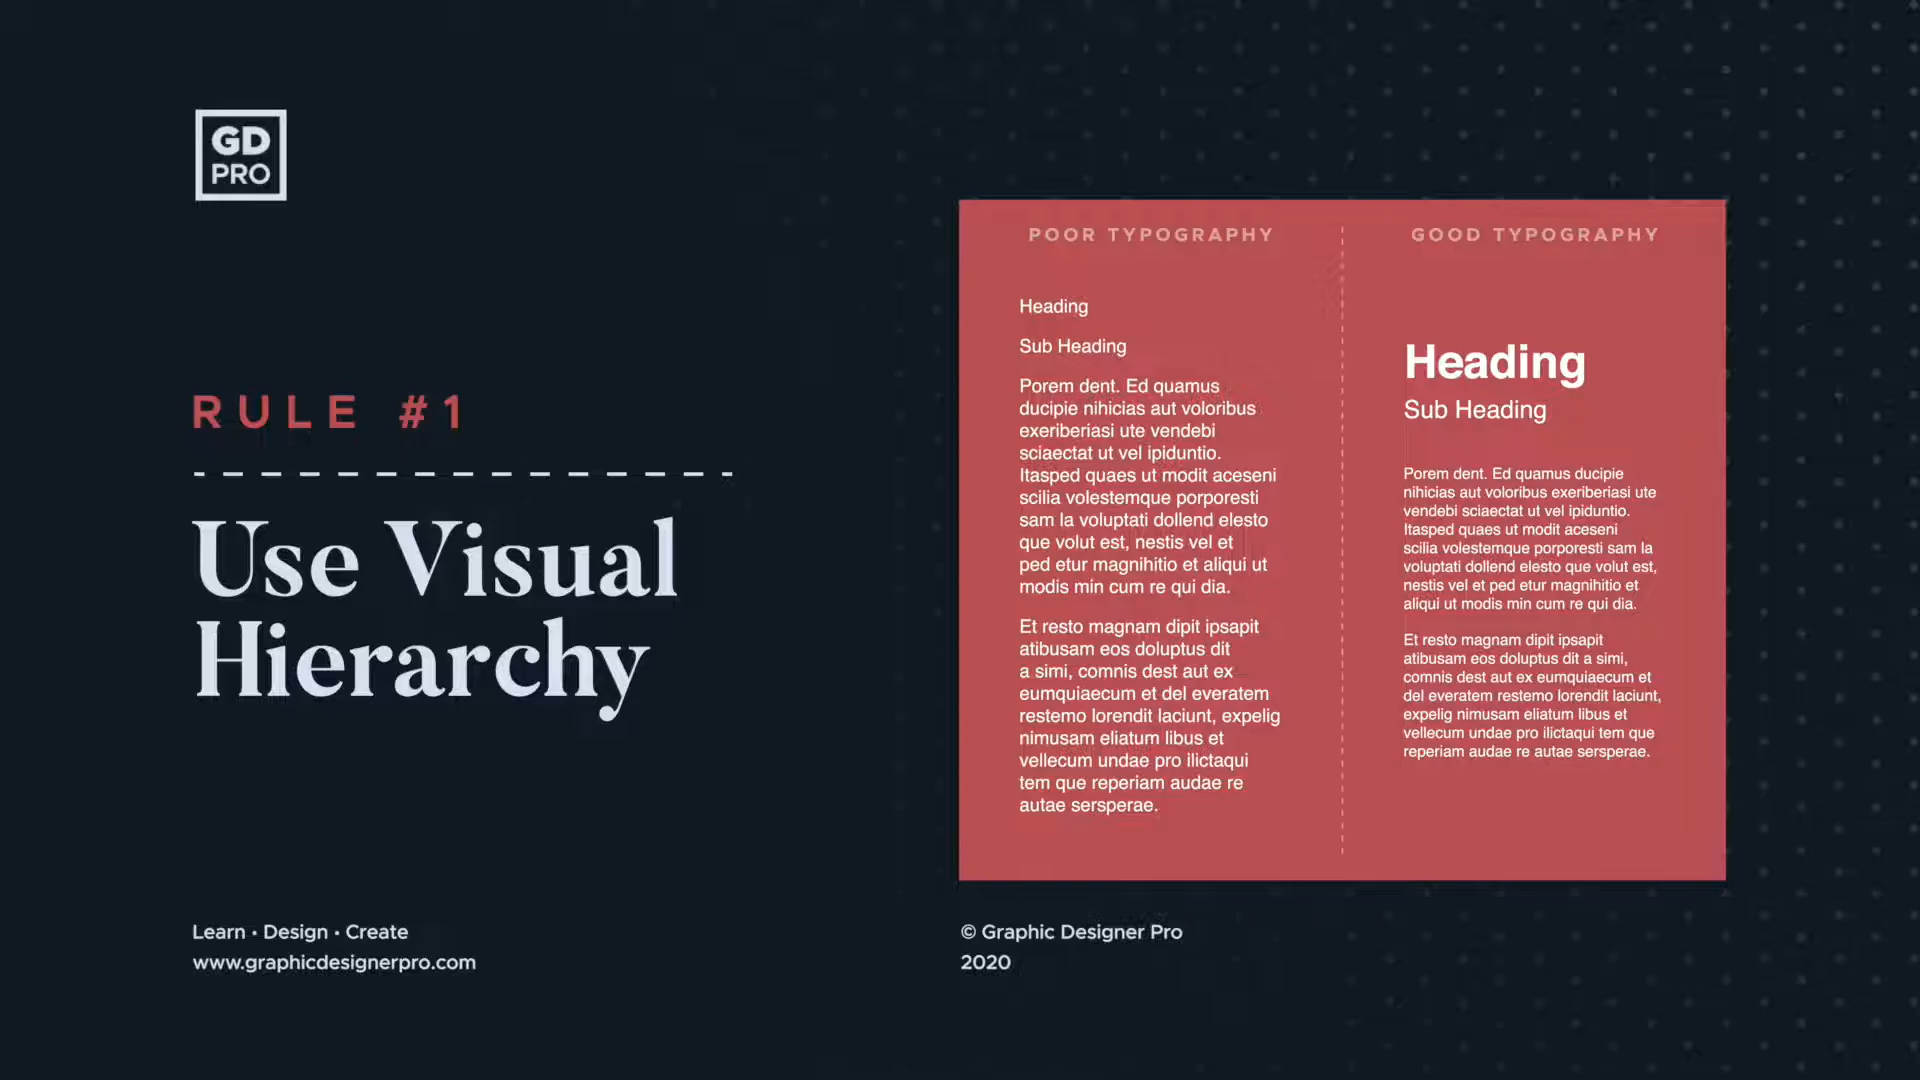 GD
PRO
RULE #1
Use Visual
Hierarchy
Learn • Design • Create
www.graphicdesignerpro.com
POOR TYPOGRAPHY
Heading
Sub Heading
Porem dent. Ed quamus
ducipie nihicias aut voloribus
exeriberiasi ute vendebi
sciaectat ut vel ipiduntio.
Itasped quaes ut modit aceseni
scilia volestemque porporesti
sam la voluptati dollend elesto
que volut est, nestis vel et
ped etur magnihitio et aliqui ut
modis min cum re qui dia.
Et resto magnam dipit ipsapit
atibusam eos doluptus dit
a simi, comnis dest aut ex
eumquiaecum et del everatem
restemo lorendit laciunt, expelig
nimusam eliatum libus et
vellecum undae pro ilictaqui
tem que reperiam audae re
autae sersperae.
GOOD TYPOGRAPHY
Heading
Sub Heading
Porem dent. Ed quamus ducipie
nihicias aut voloribus exeriberiasi ute
vendebi sciaectat ut vel ipiduntio.
Itasped quaes ut modit aceseni
scilia volestemque porporesti sam la
voluptati dollend elesto que volut est,
nestis vel et ped etur magnihitio et
aliqui ut modis min cum re qui dia.
Et resto magnam dipit ipsapit
atibusam eos doluptus dit a simi,
comnis dest aut ex eumquiaecum et
del everatem restemo lorendit laciunt,
expelig nimusam eliatum libus et
vellecum undae pro ilictaqui tem que
reperiam audae re autae sersperae.
© Graphic Designer Pro
2020